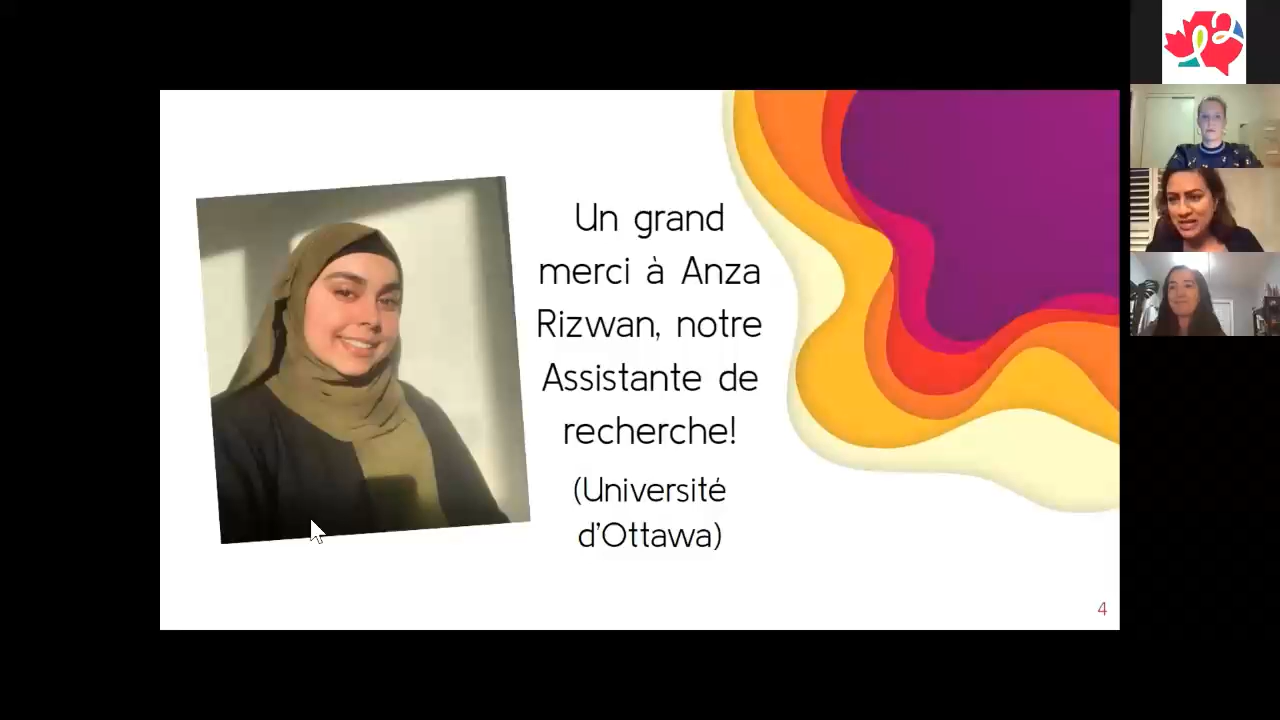 Un grand
merci à Anza
Rizwan, notre
Assistante de
recherche!
(Université
d'Ottawa)
4